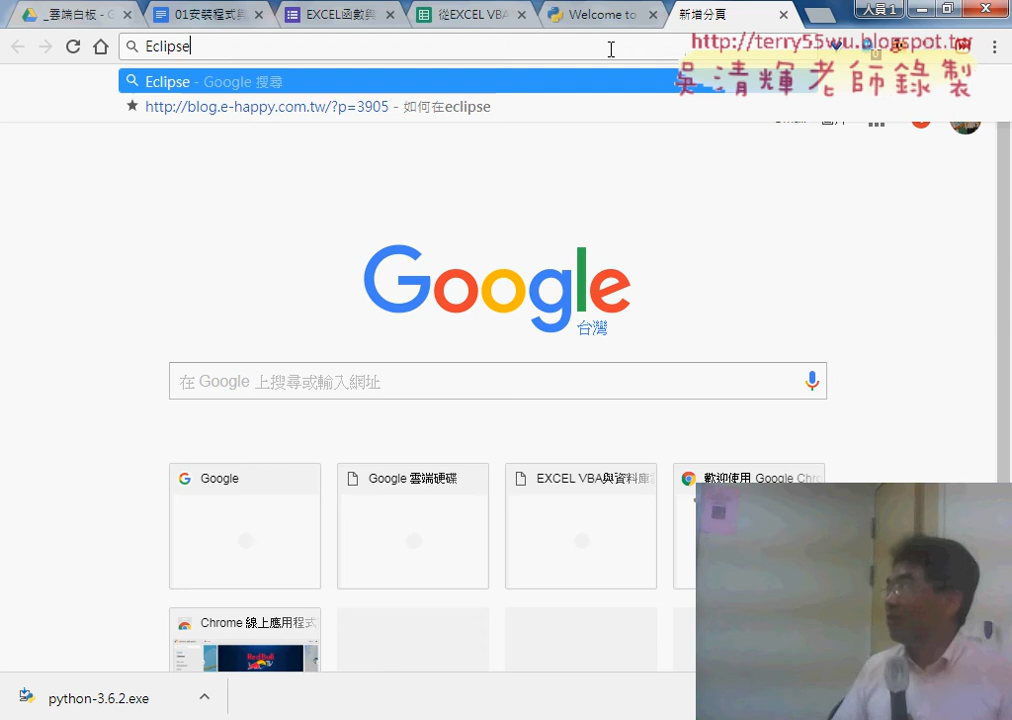 _雲端白板 - G
01安裝程式與
EXCEL函數與
從EXCEL VBA
Welcome to
新增分頁
人員 1
Eclipse
http://terry55wu.blogspot.tw
吳清輝老師錄製
Eclipse - Google 搜尋
http://blog.e-happy.com.tw/?p=3905 - 如何在eclipse
Google
台灣
在 Google 上搜尋或輸入網址
Google
Google 雲端硬碟
EXCEL VBA與資料庫
歡迎使用 Google Chr
Chrome 線上應用程式
Red Bull
TV
python-3.6.2.exe